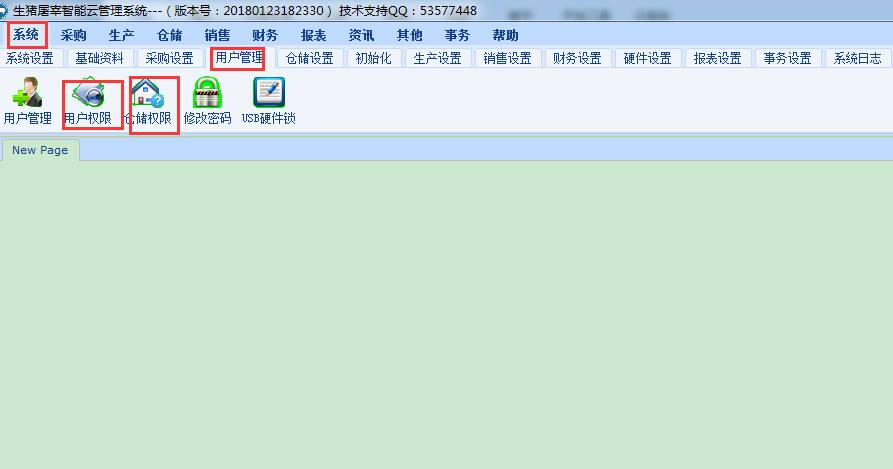 生猪屠宰智能云管理系统---（版本号：20180123182330）技术支持QQ：53577448
系统 采购 生产 仓储 销售 财务 报表 资讯 其他 事务 帮助
系统设置 基础资料 采购设置 用户管理 仓储设置 初始化 生产设置 销售设置 财务设置 硬件设置 报表设置 事务设置 系统日志
用户管理 用户权限 仓储权限 修改密码 USB硬件锁
New Page